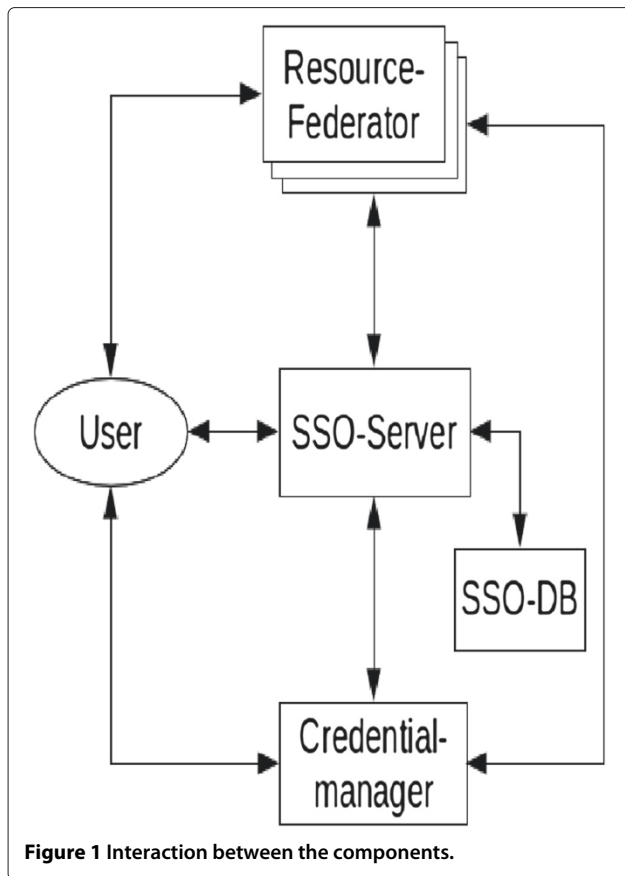 Resource-
Federator
User
SSO-Server
SSO-DB
Credential-
manager
Figure 1 Interaction between the components.